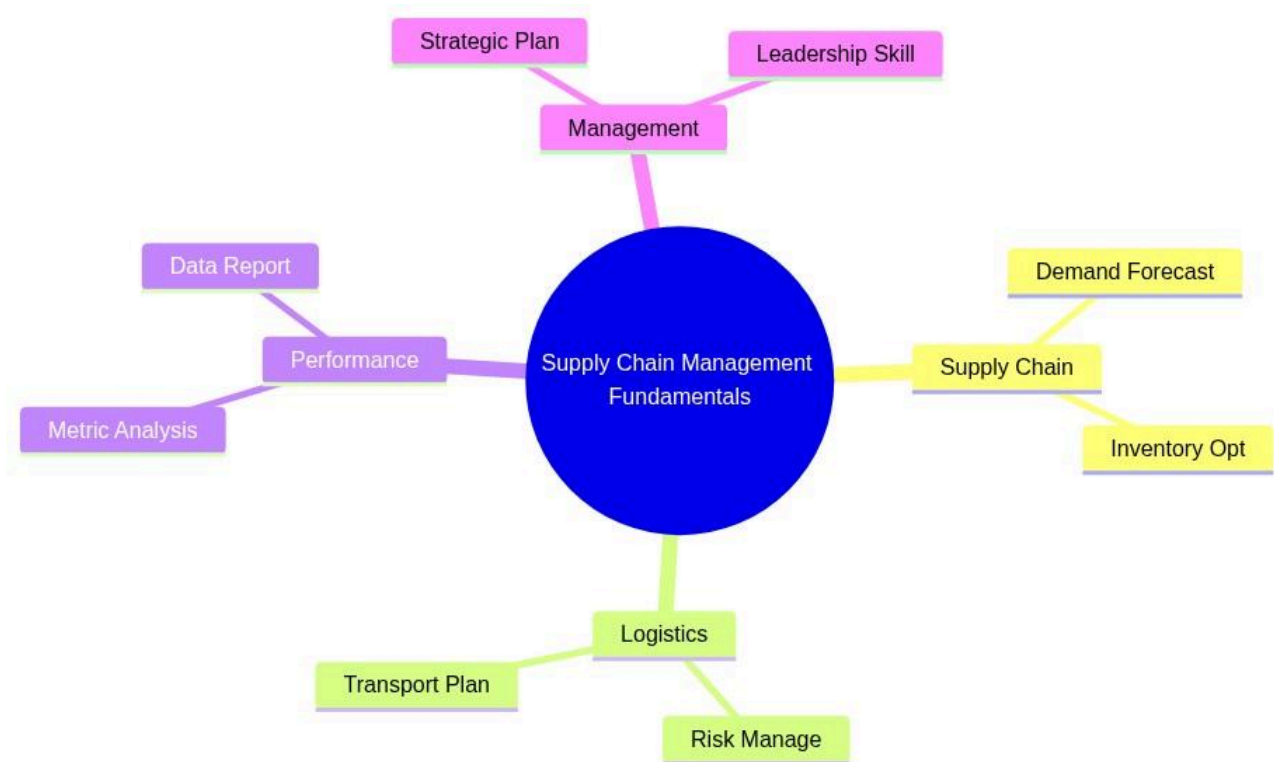 Strategic Plan
Leadership Skill
Management
Data Report
Performance
Metric Analysis
Supply Chain Management
Fundamentals
Demand Forecast
Supply Chain
Inventory Opt
Logistics
Transport Plan
Risk Manage